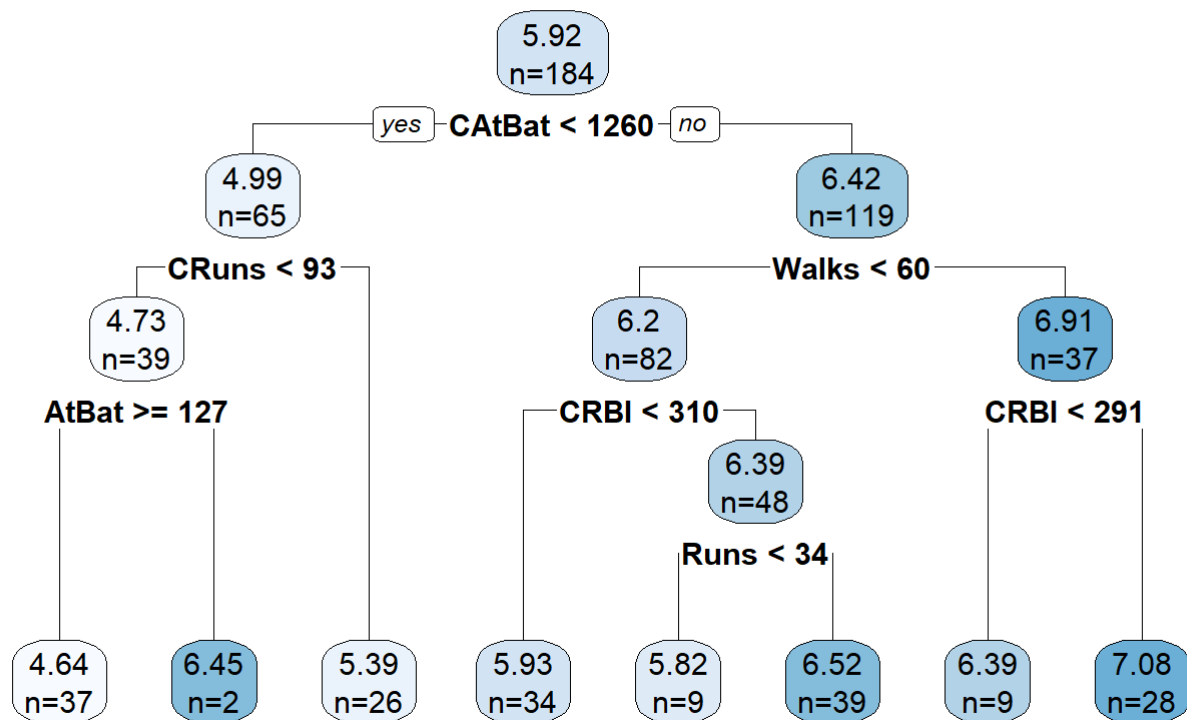 5.92
n=184
yes
CAtBat < 1260
no
4.99
n=65
6.42
n=119
CRuns < 93
Walks < 60
4.73
n=39
6.2
n=82
6.91
n=37
AtBat >= 127
CRBI < 310
CRBI < 291
6.39
n=48
Runs < 34
4.64
n=37
6.45
n=2
5.39
n=26
5.93
n=34
5.82
n=9
6.52
n=39
6.39
n=9
7.08
n=28